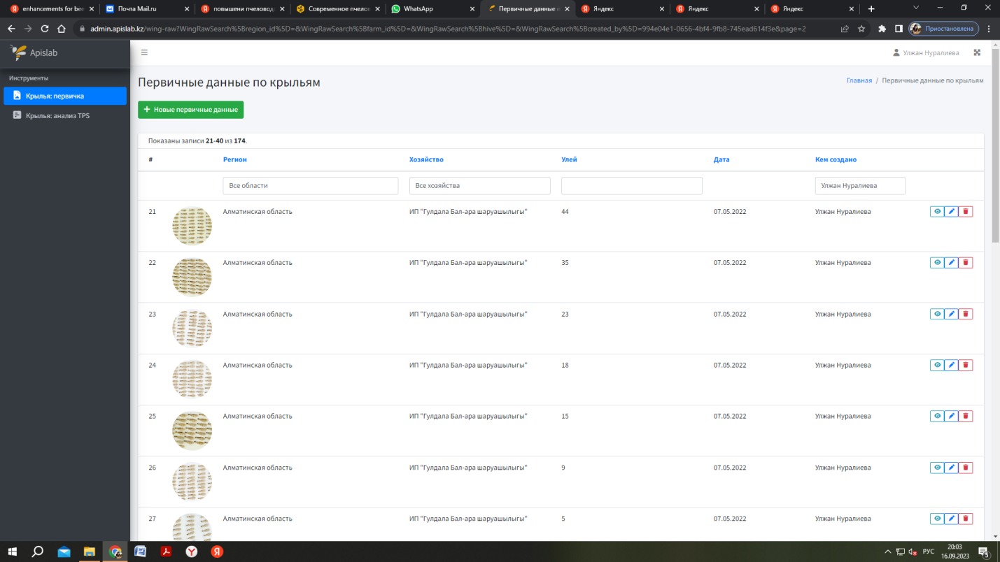 enhancements for bee
Почта Mail.ru
повышени пчеловод
Современное пчелов
WhatsApp
Первичные данные п
Яндекс
Яндекс
Яндекс
admin.apislab.kz/wing-raw?WingRawSearch%5Bregion_id%5D=&WingRawSearch%5Bfarm_id%5D=&WingRawSearch%5Bhive%5D=&WingRawSearch%5Bcreated_by%5D=994e04e1-0656-4bf4-9fb8-745ead614f3e&page=2
Приостановлена
Apislab
Улжан Нуралиева
Инструменты
Крылья: первичка
Крылья: анализ TPS
Первичные данные по крыльям
Главная / Первичные данные по крыльям
+ Новые первичные данные
Показаны записи 21-40 из 174.
# Регион Хозяйство Улей Дата Кем создано
Все области Все хозяйства Улжан Нуралиева
21 Алматинская область ИП "Гулдала Бал-ара шаруашылыгы" 44 07.05.2022 Улжан Нуралиева
22 Алматинская область ИП "Гулдала Бал-ара шаруашылыгы" 35 07.05.2022 Улжан Нуралиева
23 Алматинская область ИП "Гулдала Бал-ара шаруашылыгы" 23 07.05.2022 Улжан Нуралиева
24 Алматинская область ИП "Гулдала Бал-ара шаруашылыгы" 18 07.05.2022 Улжан Нуралиева
25 Алматинская область ИП "Гулдала Бал-ара шаруашылыгы" 15 07.05.2022 Улжан Нуралиева
26 Алматинская область ИП "Гулдала Бал-ара шаруашылыгы" 9 07.05.2022 Улжан Нуралиева
27 Алматинская область ИП "Гулдала Бал-ара шаруашылыгы" 5 07.05.2022 Улжан Нуралиева
РУС
20:03
16.09.2023
5